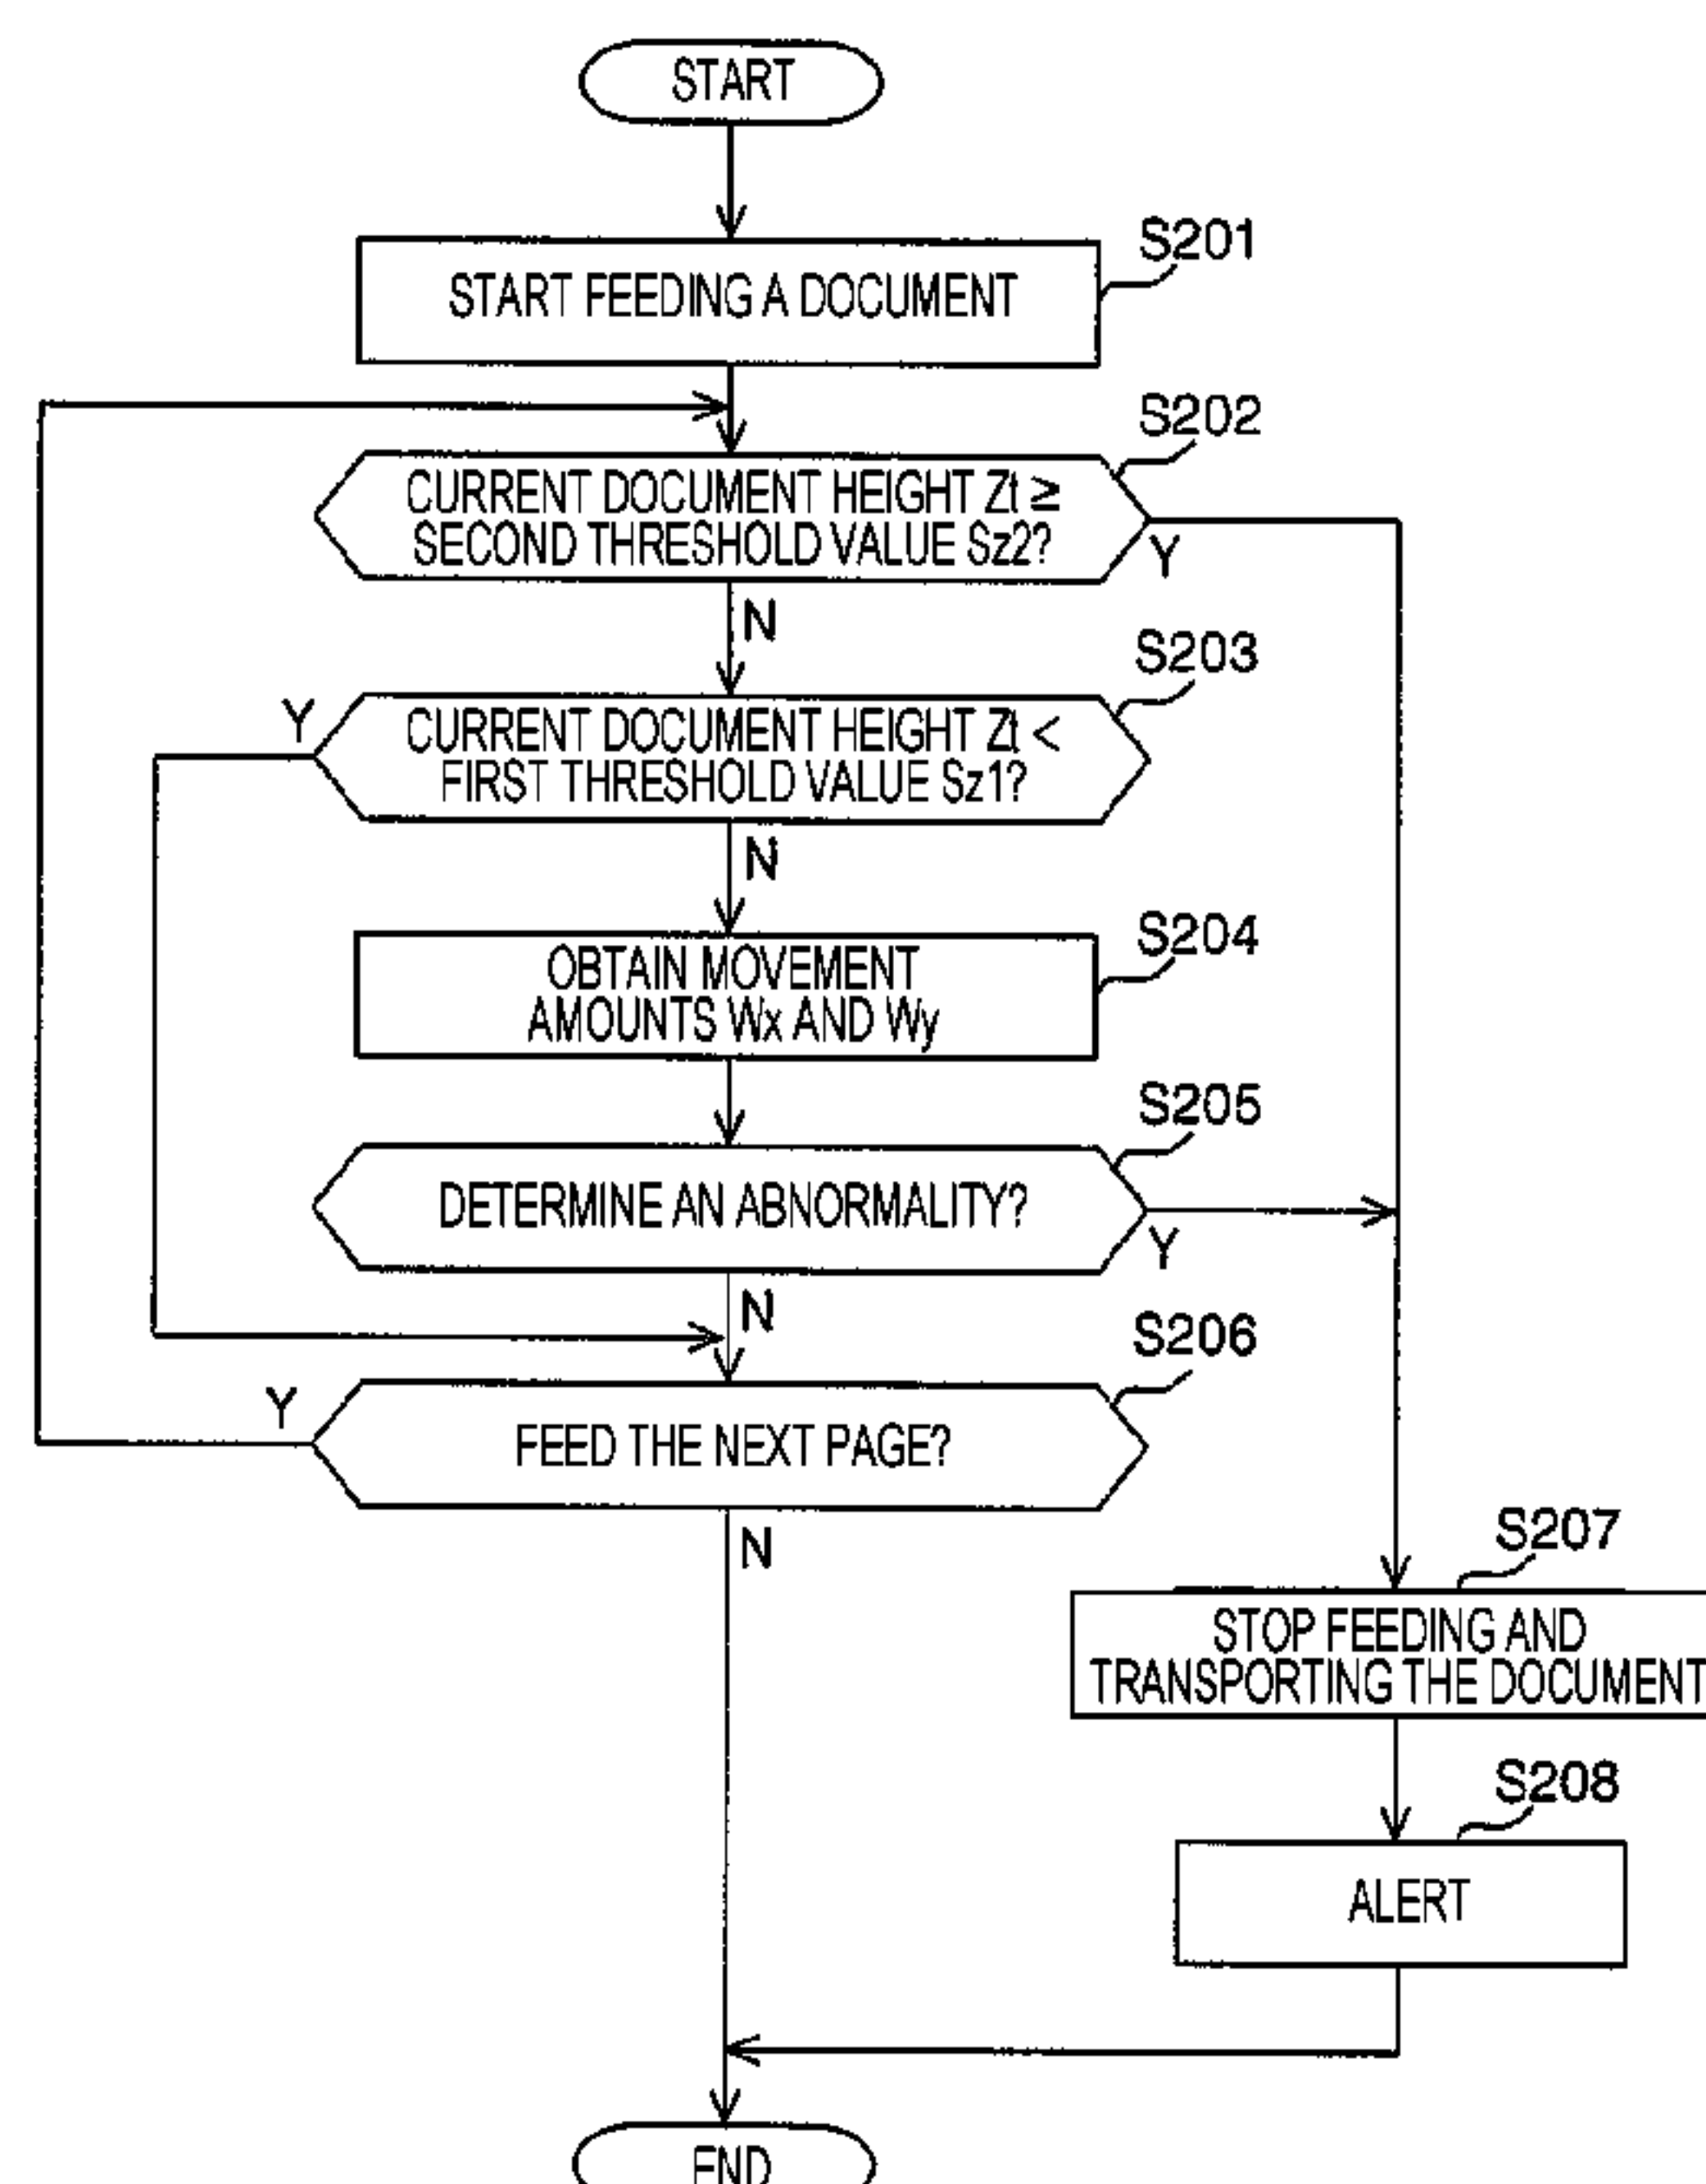 START
S201
START FEEDING A DOCUMENT
S202
CURRENT DOCUMENT HEIGHT Zt ≥
SECOND THRESHOLD VALUE Sz2?
Y
N
S203
Y
CURRENT DOCUMENT HEIGHT Zt <
FIRST THRESHOLD VALUE Sz1?
N
S204
OBTAIN MOVEMENT
AMOUNTS Wx AND Wy
S205
DETERMINE AN ABNORMALITY?
Y
N
S206
Y
FEED THE NEXT PAGE?
N
S207
STOP FEEDING AND
TRANSPORTING THE DOCUMENT
S208
ALERT
END